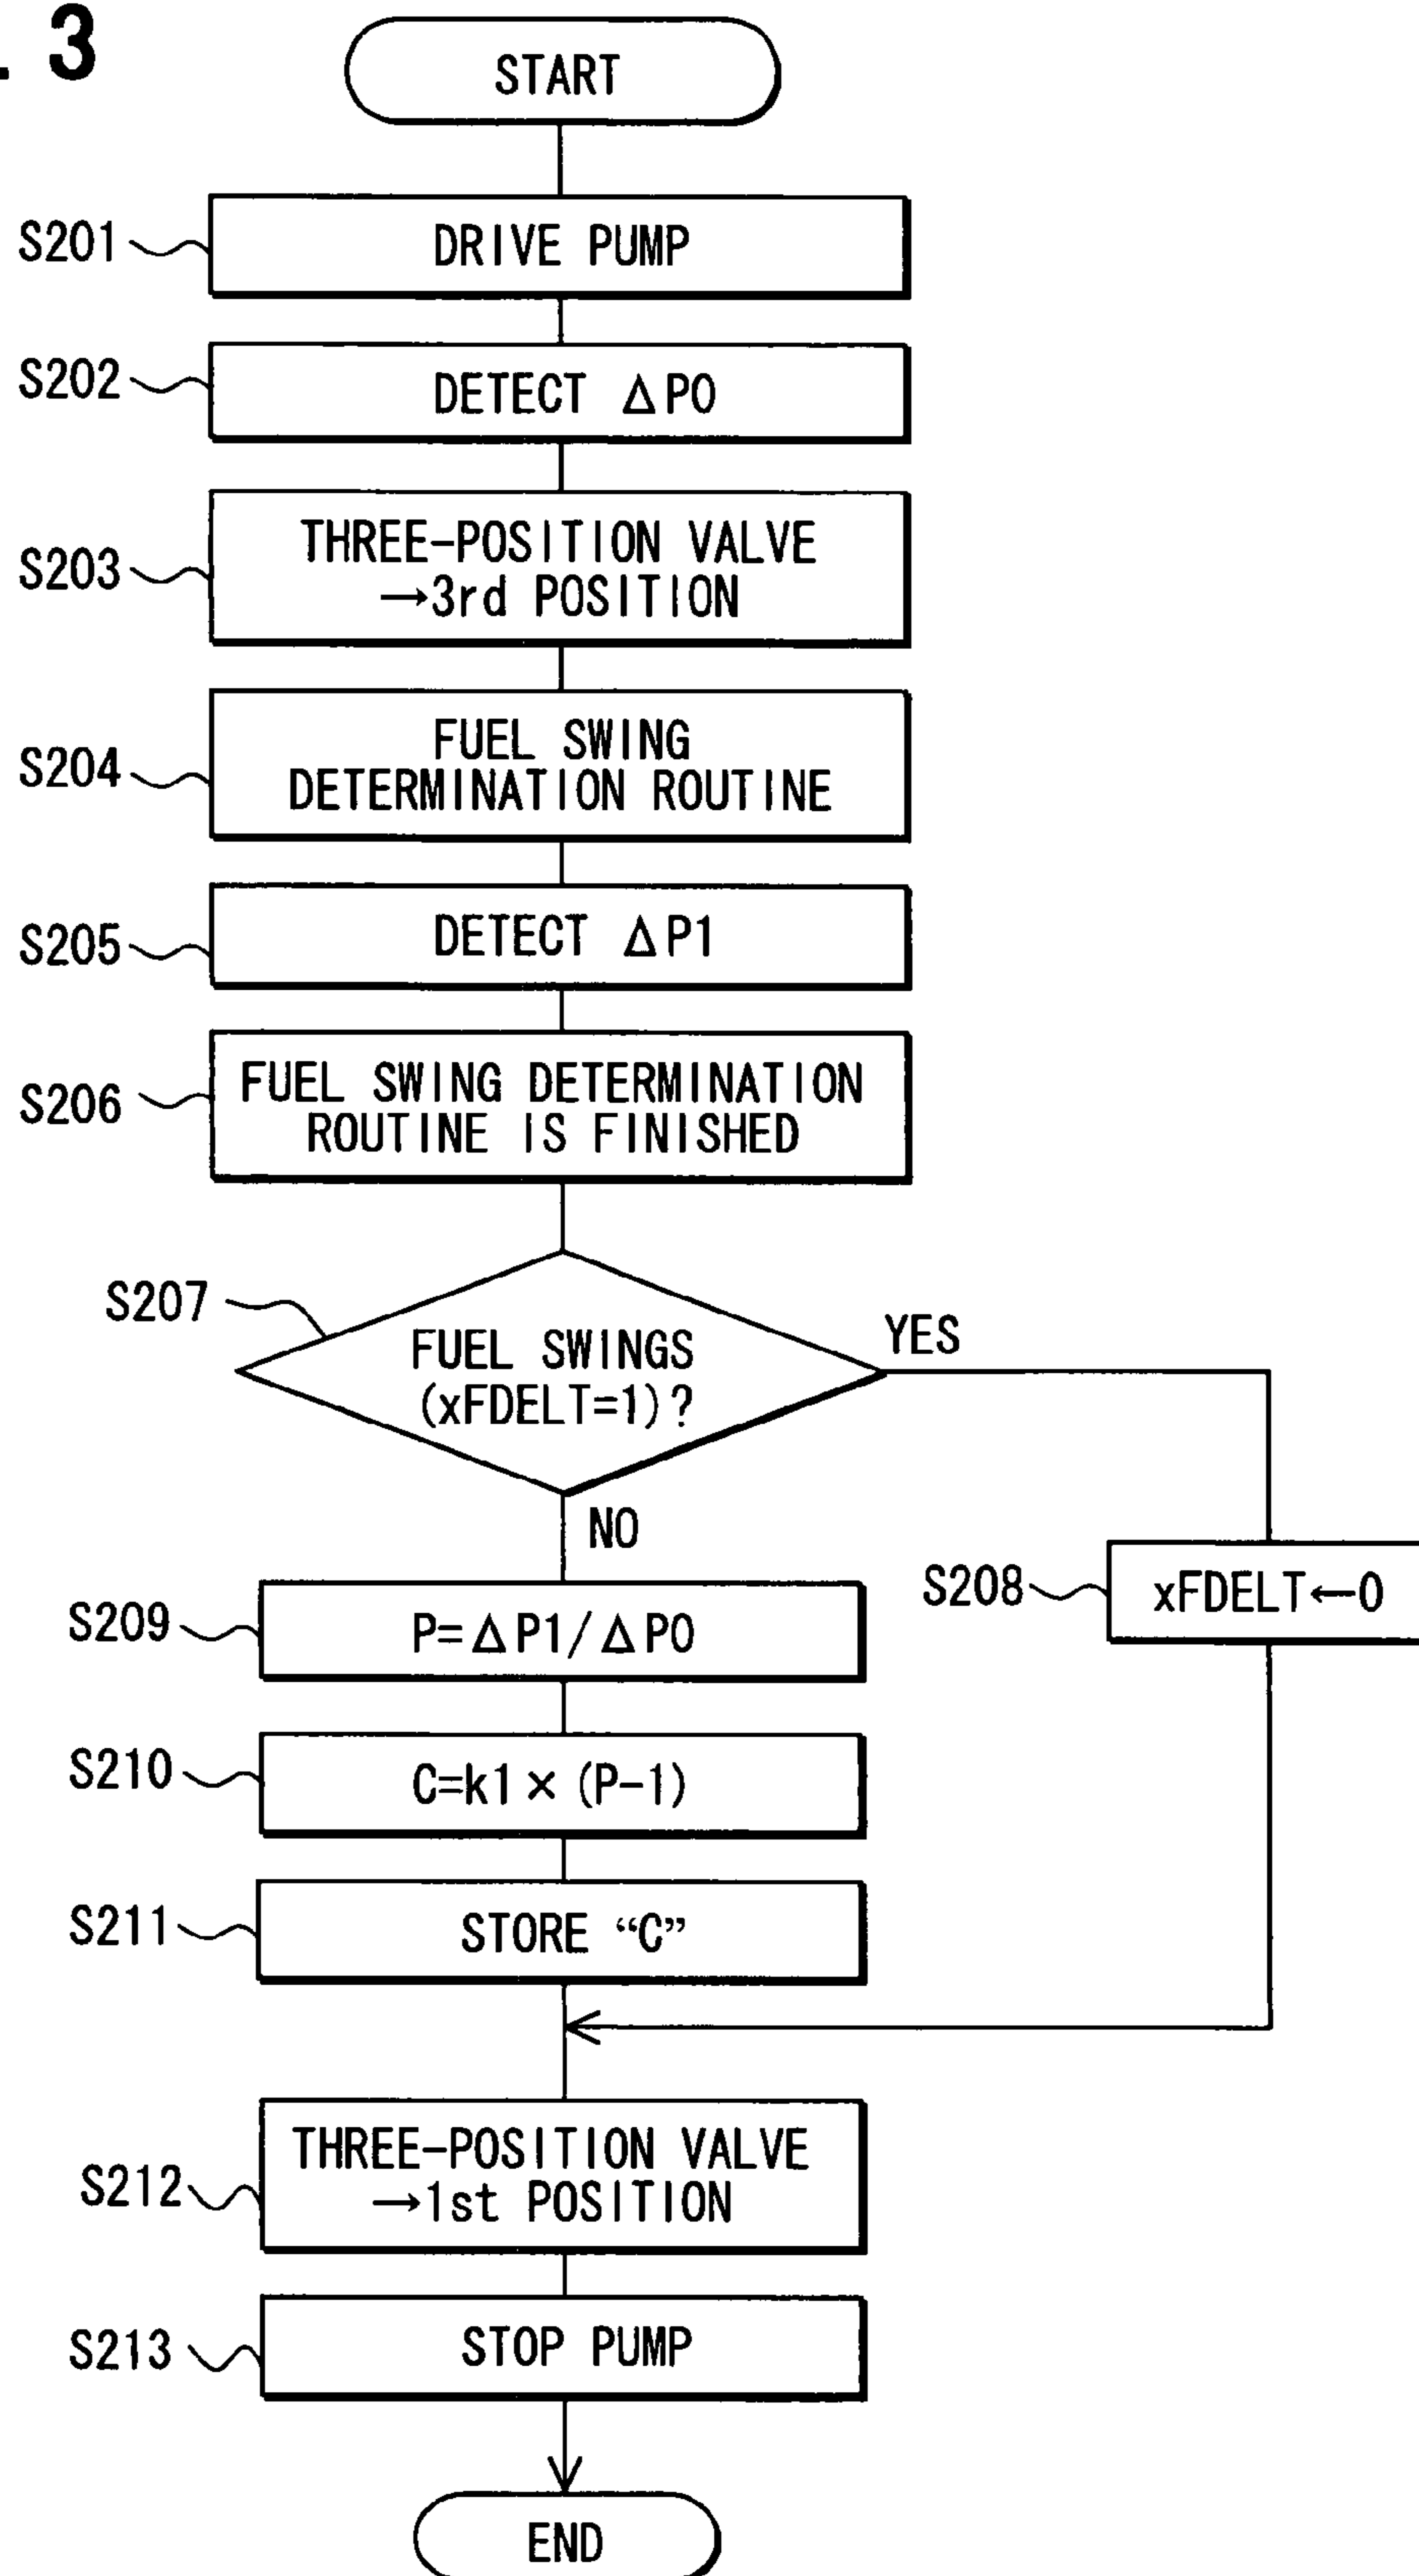 . 3
START
S201
DRIVE PUMP
S202
DETECT ΔP0
S203
THREE-POSITION VALVE
→3rd POSITION
S204
FUEL SWING
DETERMINATION ROUTINE
S205
DETECT ΔP1
S206
FUEL SWING DETERMINATION
ROUTINE IS FINISHED
S207
FUEL SWINGS
(xFDELT=1)?
YES
NO
S208
xFDELT←0
S209
P=ΔP1/ΔP0
S210
C=k1×(P-1)
S211
STORE “C”
S212
THREE-POSITION VALVE
→1st POSITION
S213
STOP PUMP
END